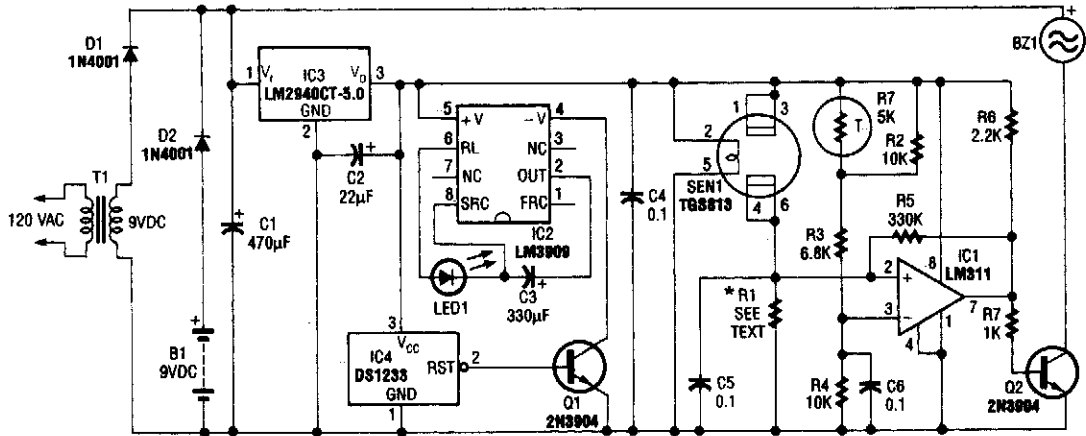 D1
1N4001
D2
1N4001
T1
120 VAC
9VDC
B1
9VDC
+
C1
470µF
+
1
VI
IC3
VO
3
LM2940CT-5.0
GND
2
C2
22µF
+
5
+V
-V
4
6
RL
NC
3
7
NC
OUT
2
8
SRC
FRC
1
IC2
LM3909
LED1
C3
330µF
+
3
VCC
IC4
DS1233
RST
2
GND
1
Q1
2N3904
C4
0.1
1
3
2
5
SEN1
TGS813
4
6
* R1
SEE
TEXT
C5
0.1
T
R7
5K
R2
10K
R6
2.2K
R3
6.8K
R5
330K
IC1
LM311
2
+
8
3
-
7
4
1
R7
1K
R4
10K
C6
0.1
Q2
2N3904
BZ1
+